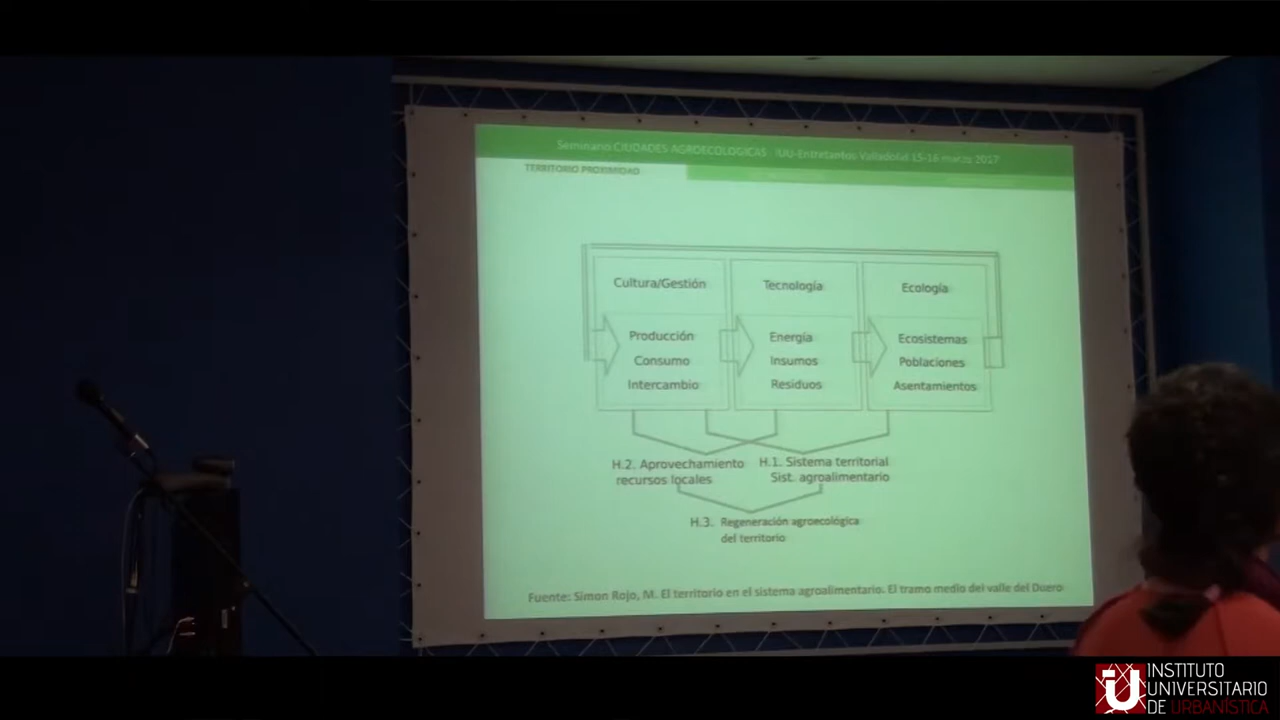 Seminario CIUDADES AGROECOLOGICAS IUU-Entretantos Valladolid 15-16 marzo 2017
TERRITORIO PROXIMIDAD
Cultura/Gestión
Producción
Consumo
Intercambio
Tecnología
Energía
Insumos
Residuos
Ecología
Ecosistemas
Poblaciones
Asentamientos
H.2. Aprovechamiento
recursos locales
H.1. Sistema territorial
Sist. agroalimentario
H.3. Regeneración agroecológica
del territorio
Fuente: Simon Rojo, M. El territorio en el sistema agroalimentario. El tramo medio del valle del Duero
iU
INSTITUTO
UNIVERSITARIO
DE URBANÍSTICA